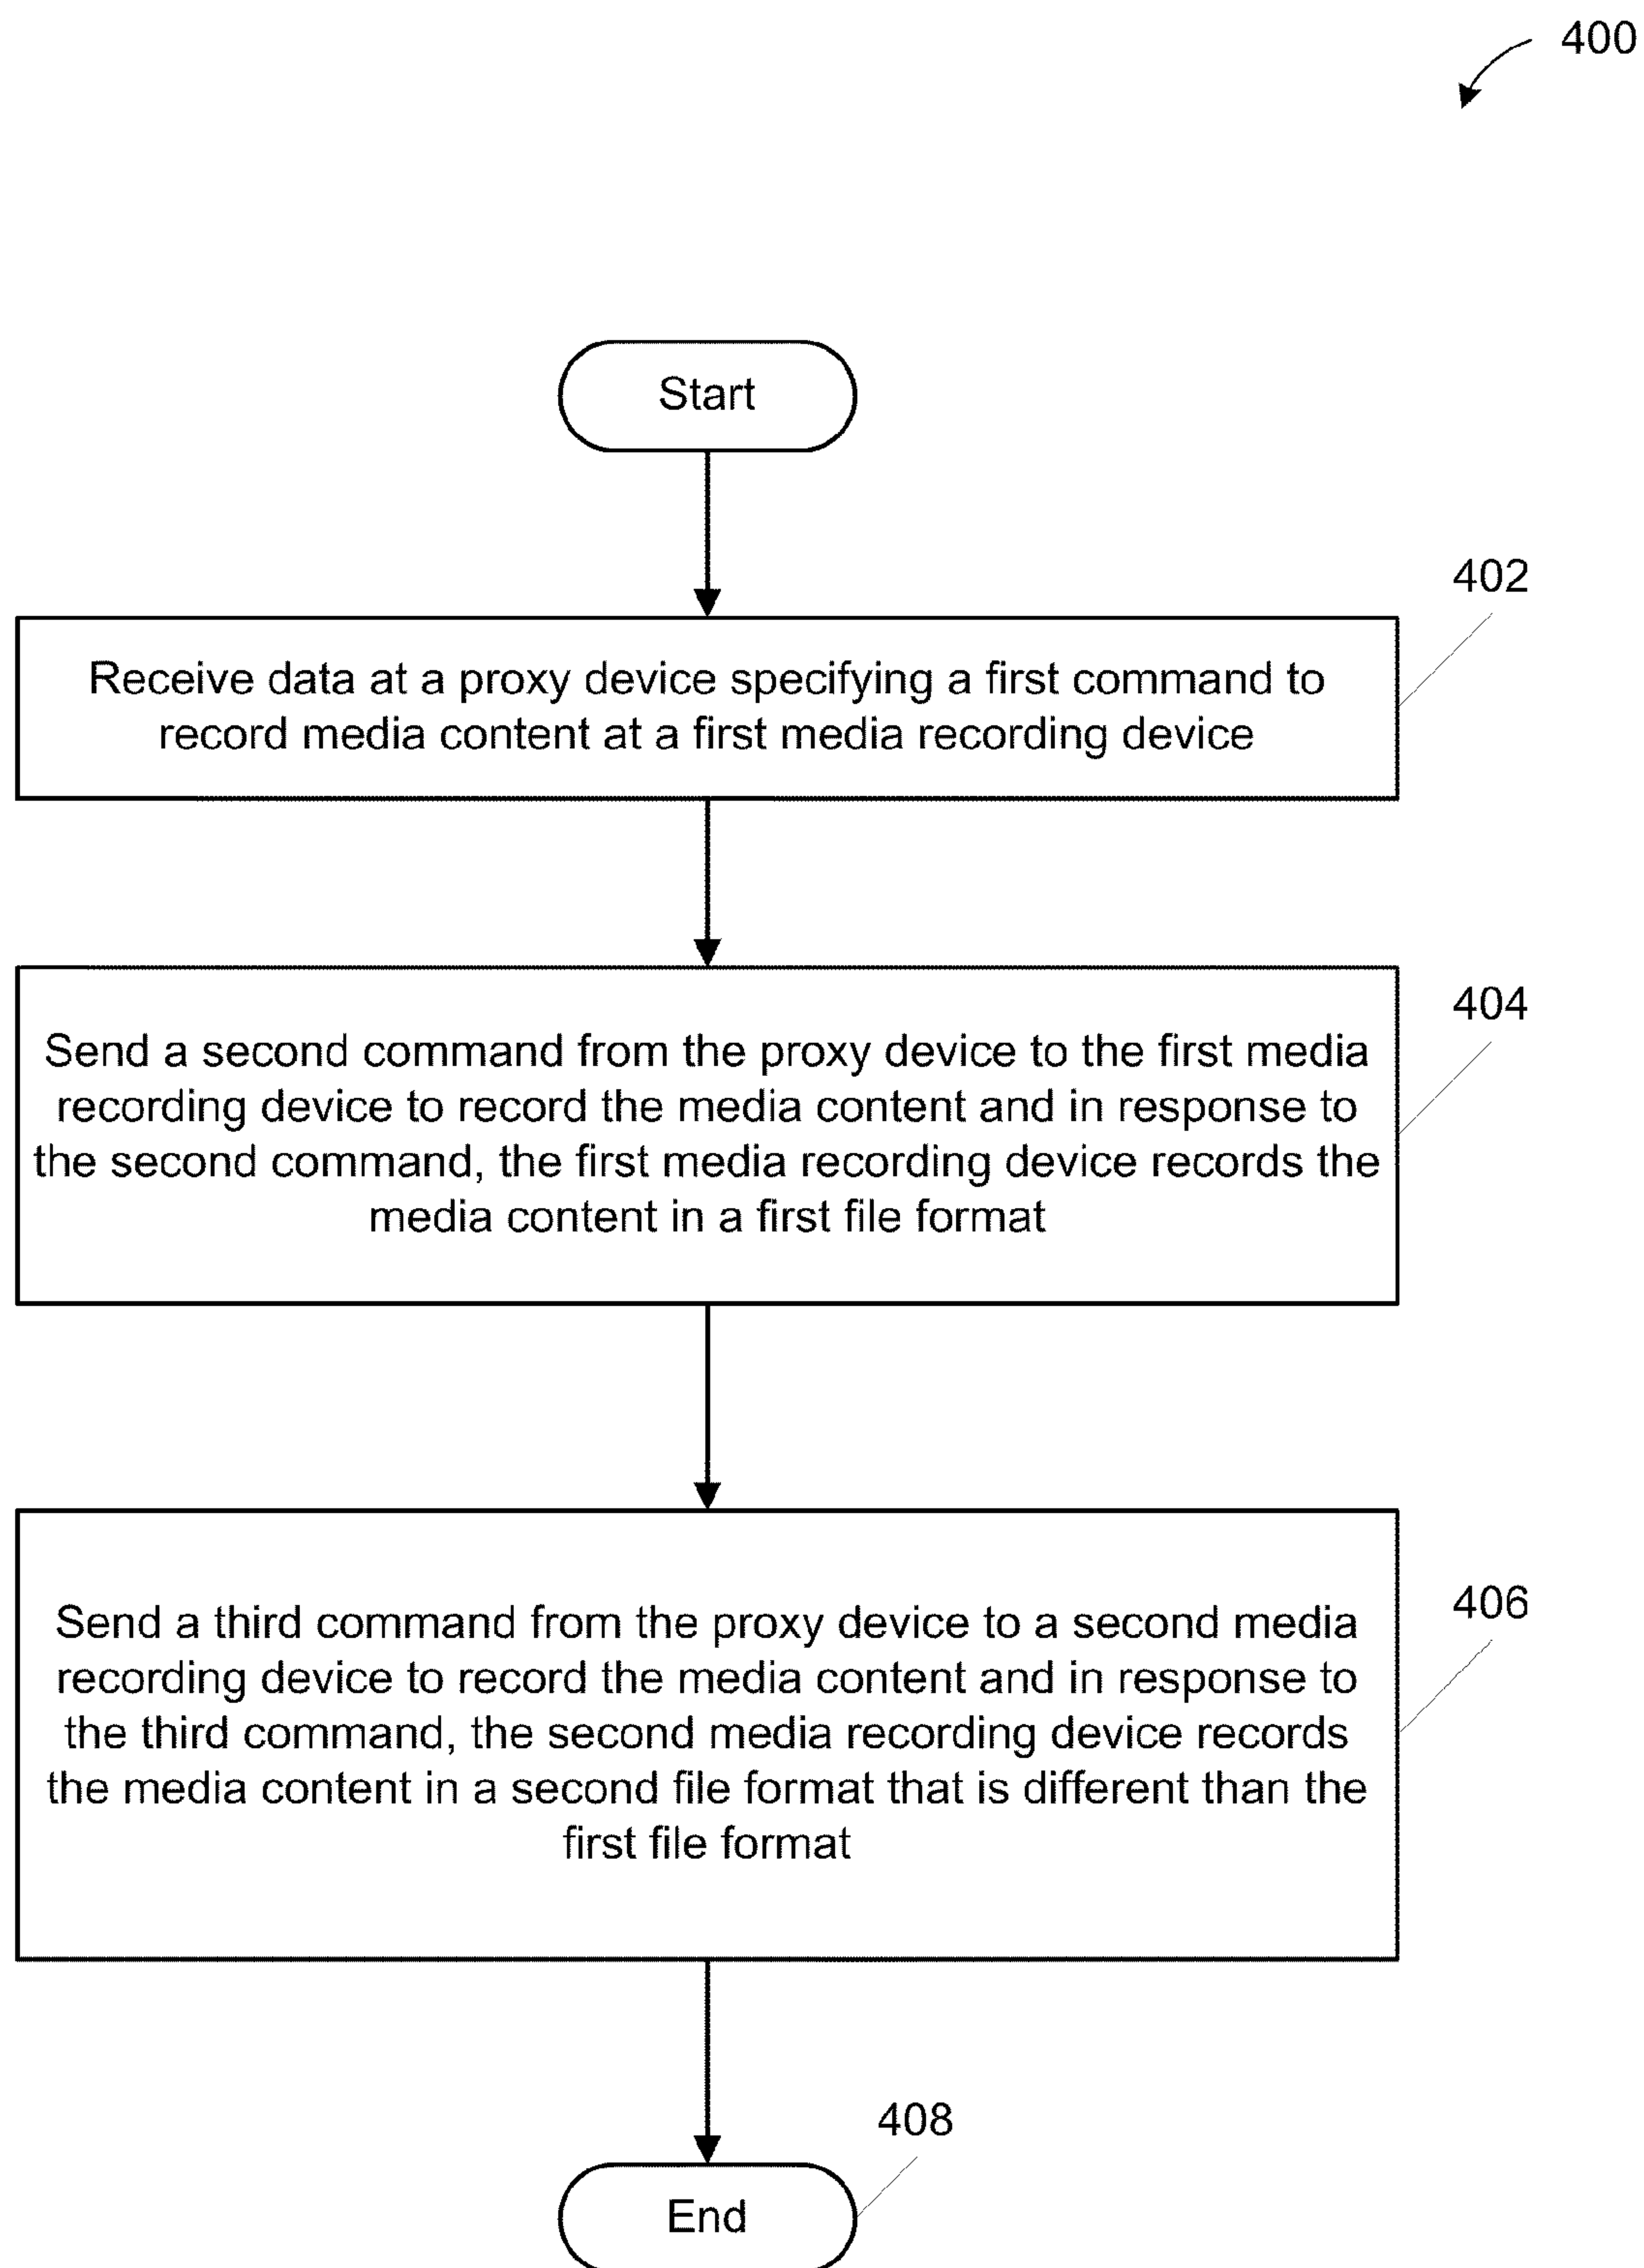 400
Start
402
Receive data at a proxy device specifying a first command to
record media content at a first media recording device
404
Send a second command from the proxy device to the first media
recording device to record the media content and in response to
the second command, the first media recording device records the
media content in a first file format
406
Send a third command from the proxy device to a second media
recording device to record the media content and in response to
the third command, the second media recording device records
the media content in a second file format that is different than the
first file format
408
End